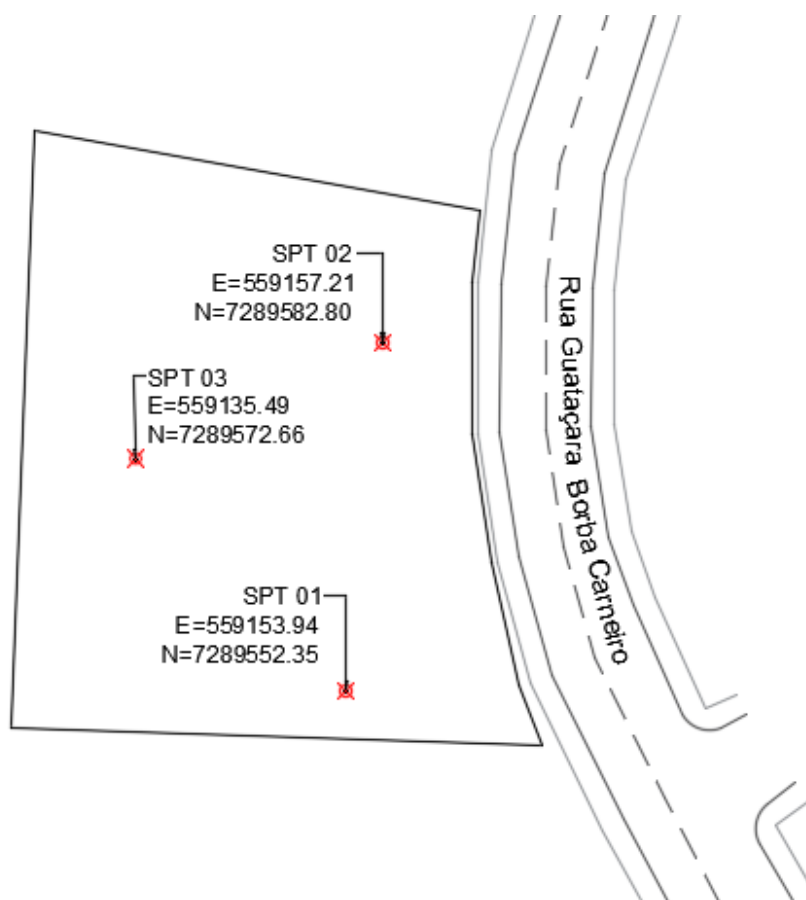 SPT 02
E=559157.21
N=7289582.80
SPT 03
E=559135.49
N=7289572.66
SPT 01
E=559153.94
N=7289552.35
Rua Guataçara Borba Carneiro